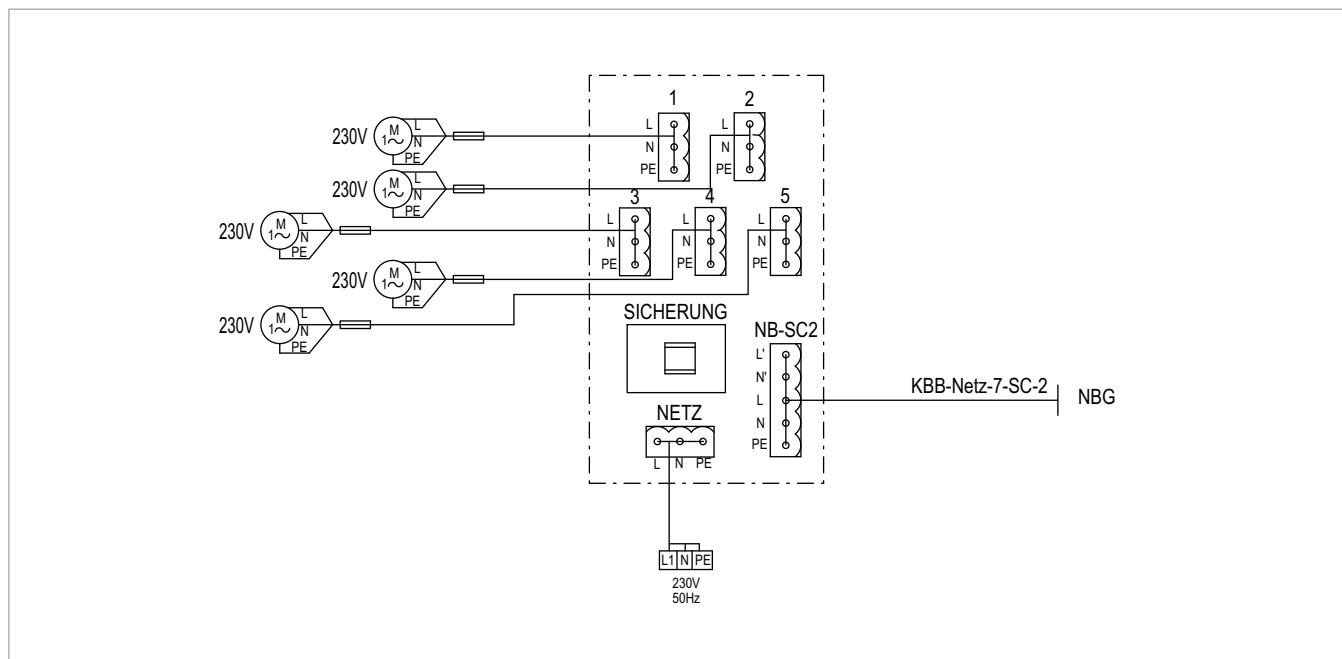 1 2
230V M 1~ L N PE
L N PE
L N PE
230V M 1~ L N PE
3 4 5
230V M 1~ L N PE
L N PE
L N PE
L N PE
230V M 1~ L N PE
230V M 1~ L N PE
SICHERUNG
NB-SC2
L'
N'
L
N
PE
KBB-Netz-7-SC-2
NBG
NETZ
L N PE
L1 N PE
230V
50Hz